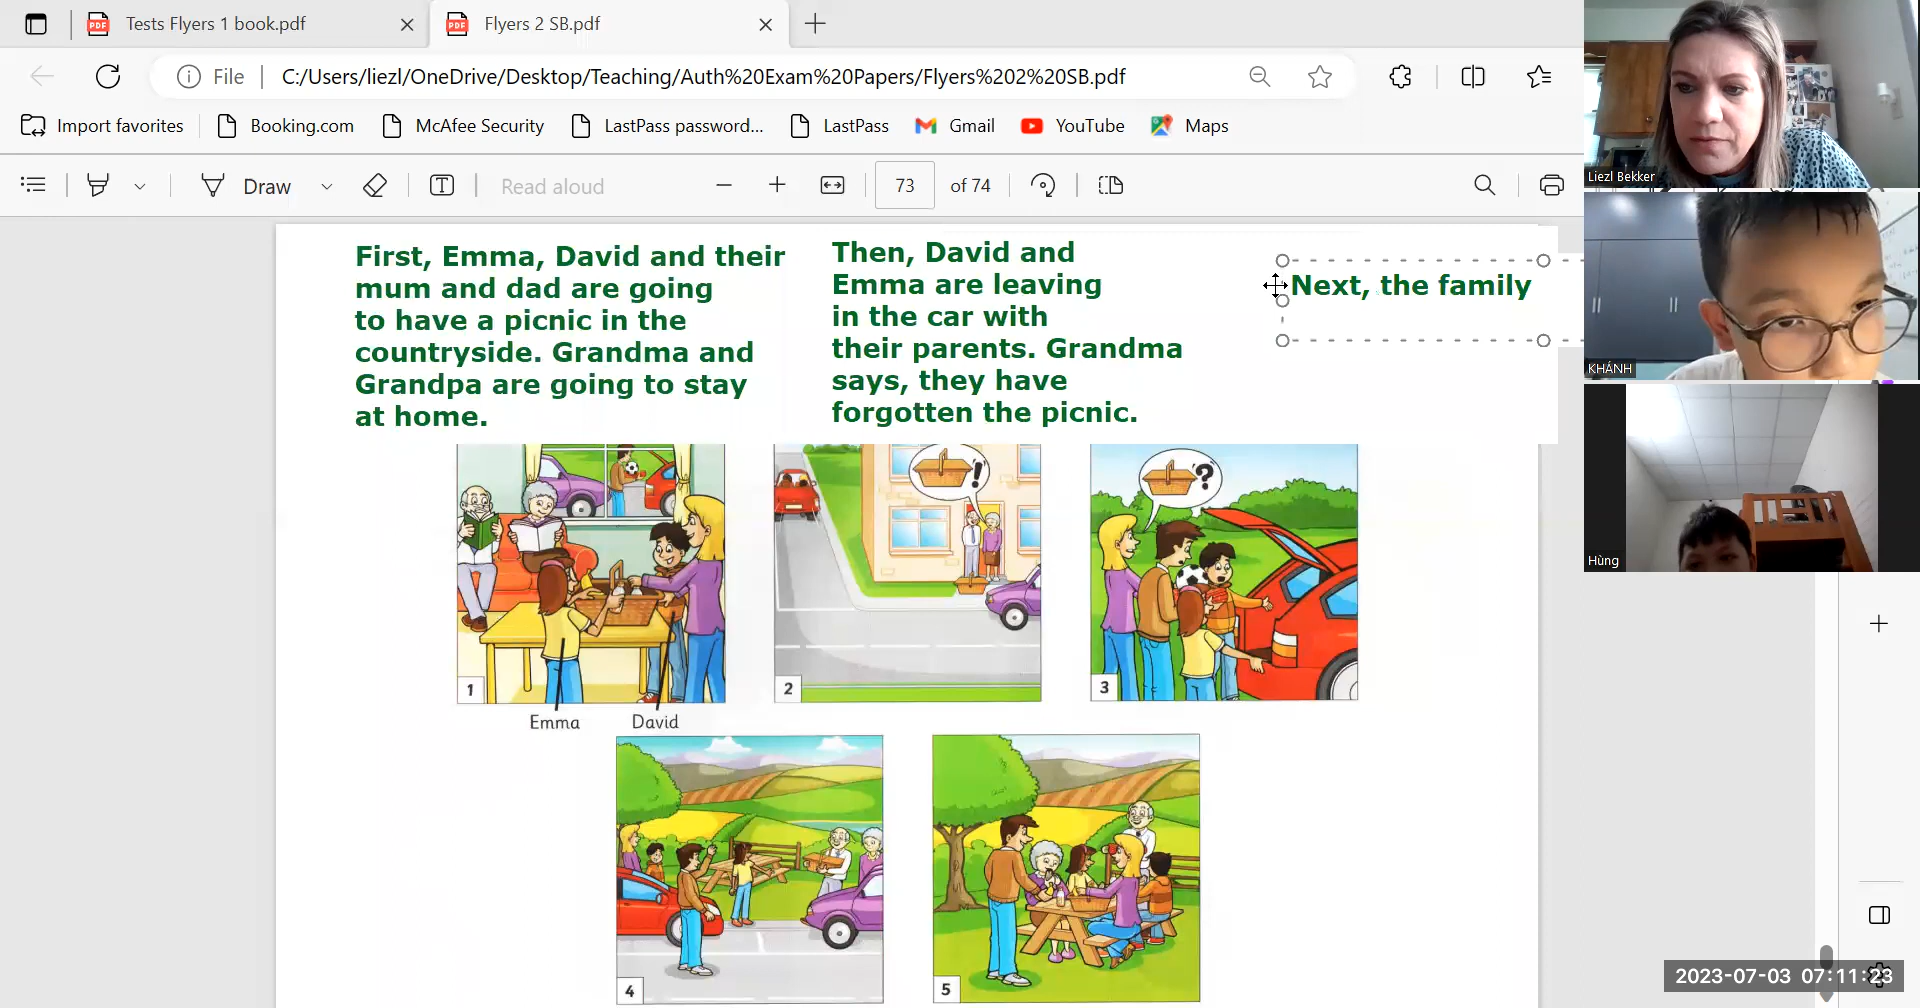 Tests Flyers 1 book.pdf
Flyers 2 SB.pdf
File
C:/Users/liezl/OneDrive/Desktop/Teaching/Auth%20Exam%20Papers/Flyers%202%20SB.pdf
Import favorites
Booking.com
McAfee Security
LastPass password...
LastPass
Gmail
YouTube
Maps
Draw
Read aloud
73
of 74
First, Emma, David and their
mum and dad are going
to have a picnic in the
countryside. Grandma and
Grandpa are going to stay
at home.
Then, David and
Emma are leaving
in the car with
their parents. Grandma
says, they have
forgotten the picnic.
Next, the family
!
?
1
2
3
Emma
David
4
5
Liezl Bekker
KHÁNH
Hùng
2023-07-03 07:11:23